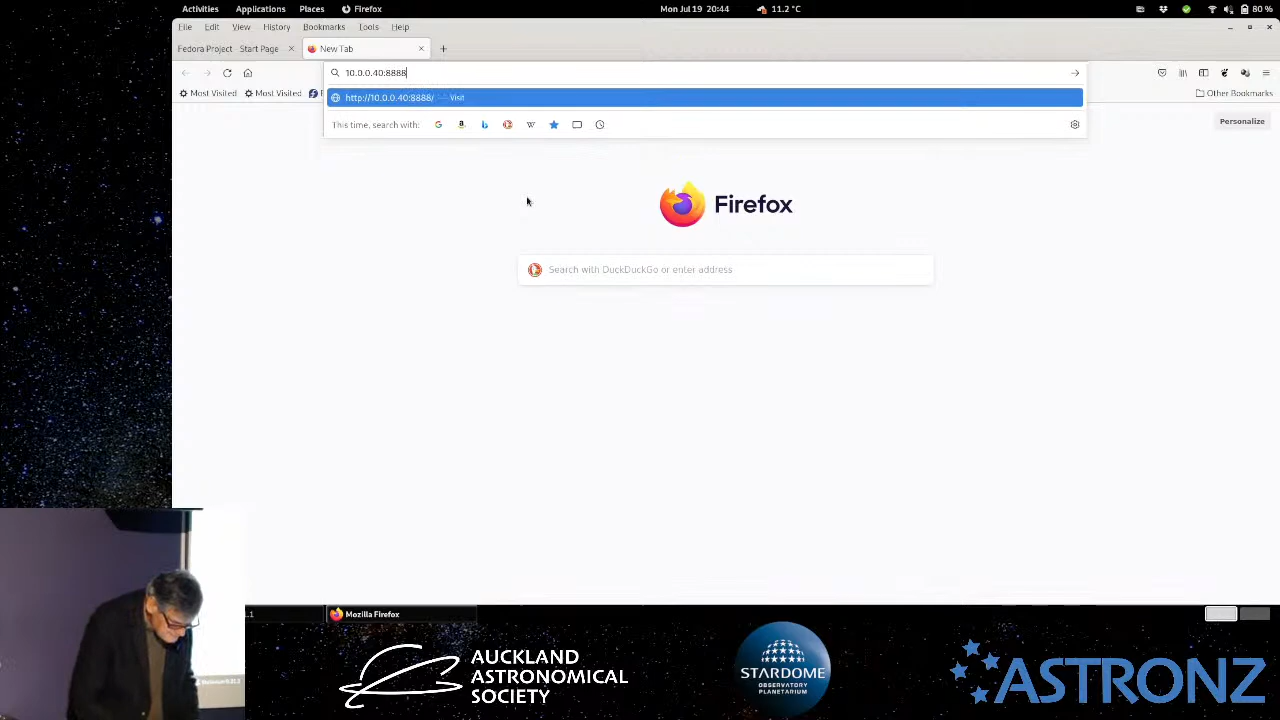 Activities Applications Places Firefox Mon Jul 19 20:44 11.2 °C 80 %
File Edit View History Bookmarks Tools Help
Fedora Project - Start Page New Tab
10.0.0.40:8888
Most Visited Most Visited Other Bookmarks
http://10.0.0.40:8888/ — Visit
This time, search with:
Personalize
Firefox
Search with DuckDuckGo or enter address
Mozilla Firefox
AUCKLAND
ASTRONOMICAL
SOCIETY
STARDOME
OBSERVATORY
PLANETARIUM
ASTRONZ